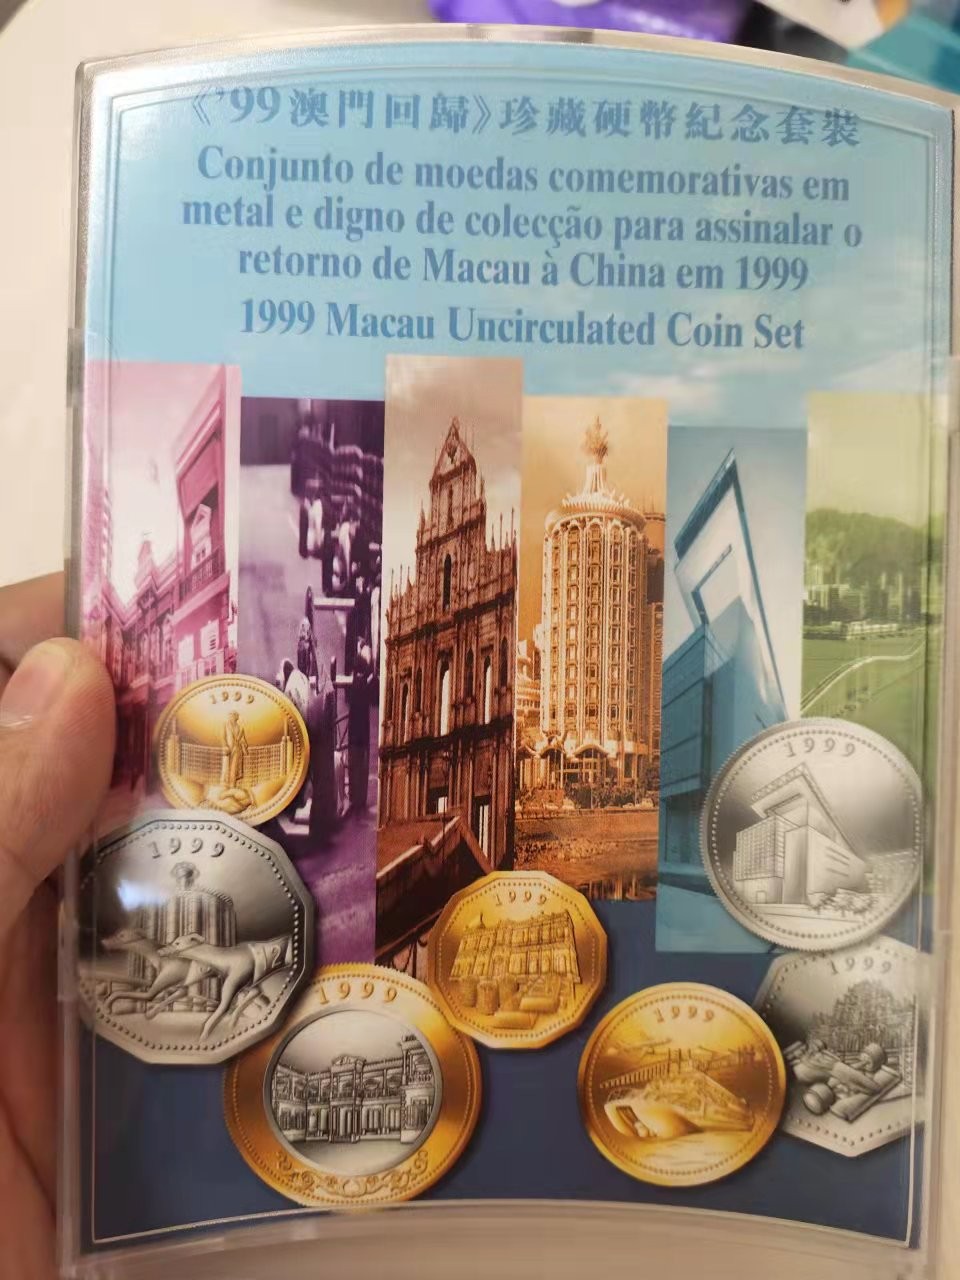 《'99澳門回歸》珍藏硬幣紀念套裝
Conjunto de moedas comemorativas em
metal e digno de colecção para assinalar o
retorno de Macau à China em 1999
1999 Macau Uncirculated Coin Set
1999
1999
1999
1999
1999
1999
1999
2